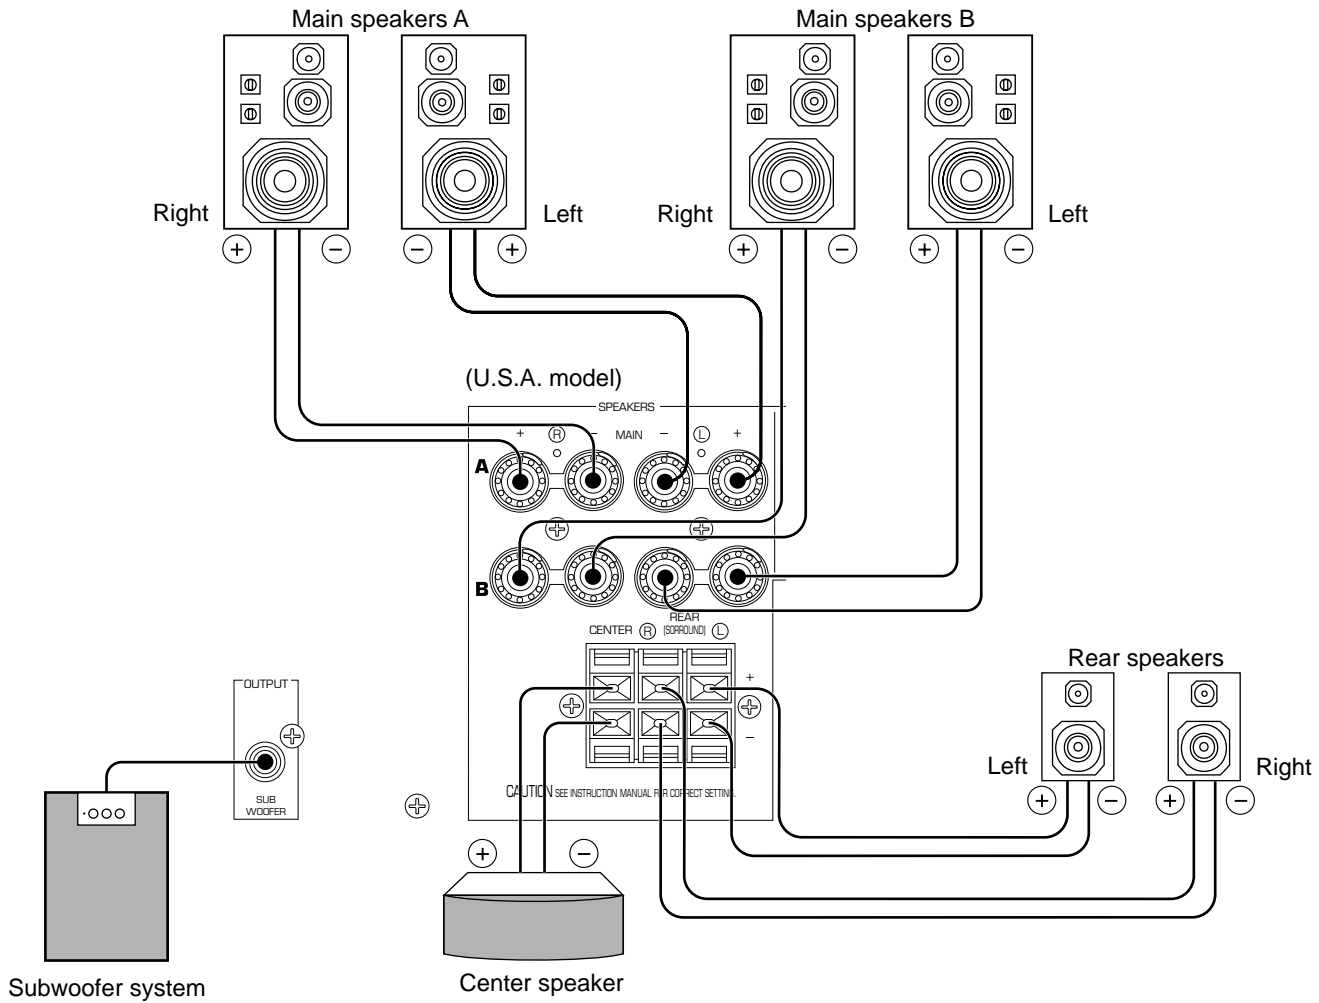 Main speakers A
Main speakers B
Right
Left
Right
Left
+ − − + + − + −
(U.S.A. model)
SPEAKERS
+ R − MAIN − L +
A
B
REAR
CENTER R (SORROUND) L
+
−
OUTPUT
SUB
WOOFER
CAUTION SEE INSTRUCTION MANUAL FOR CORRECT SETTING.
Rear speakers
Left
Right
+ − + −
+ −
Subwoofer system
Center speaker